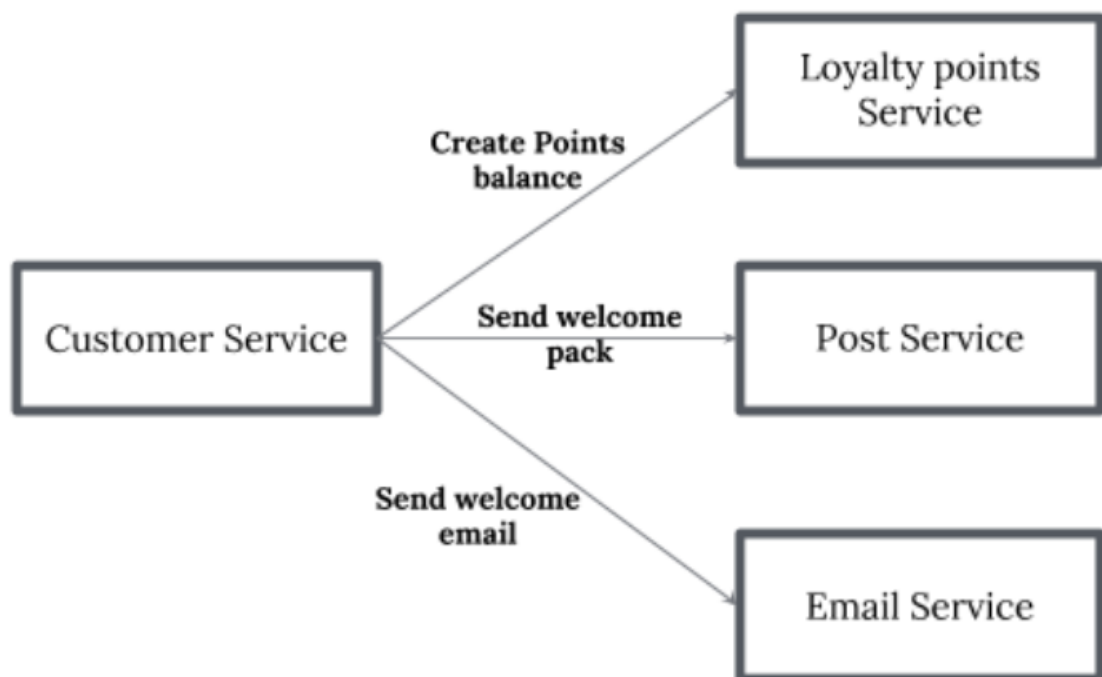 Loyalty points
Service
Create Points
balance
Customer Service
Send welcome
pack
Post Service
Send welcome
email
Email Service